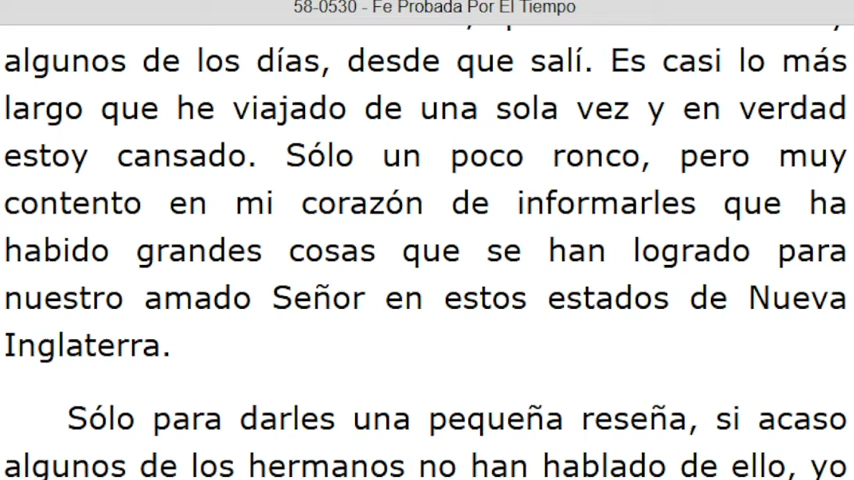 58-0530 - Fe Probada Por El Tiempo
algunos de los días, desde que salí. Es casi lo más
largo que he viajado de una sola vez y en verdad
estoy cansado. Sólo un poco ronco, pero muy
contento en mi corazón de informarles que ha
habido grandes cosas que se han logrado para
nuestro amado Señor en estos estados de Nueva
Inglaterra.
Sólo para darles una pequeña reseña, si acaso
algunos de los hermanos no han hablado de ello, yo